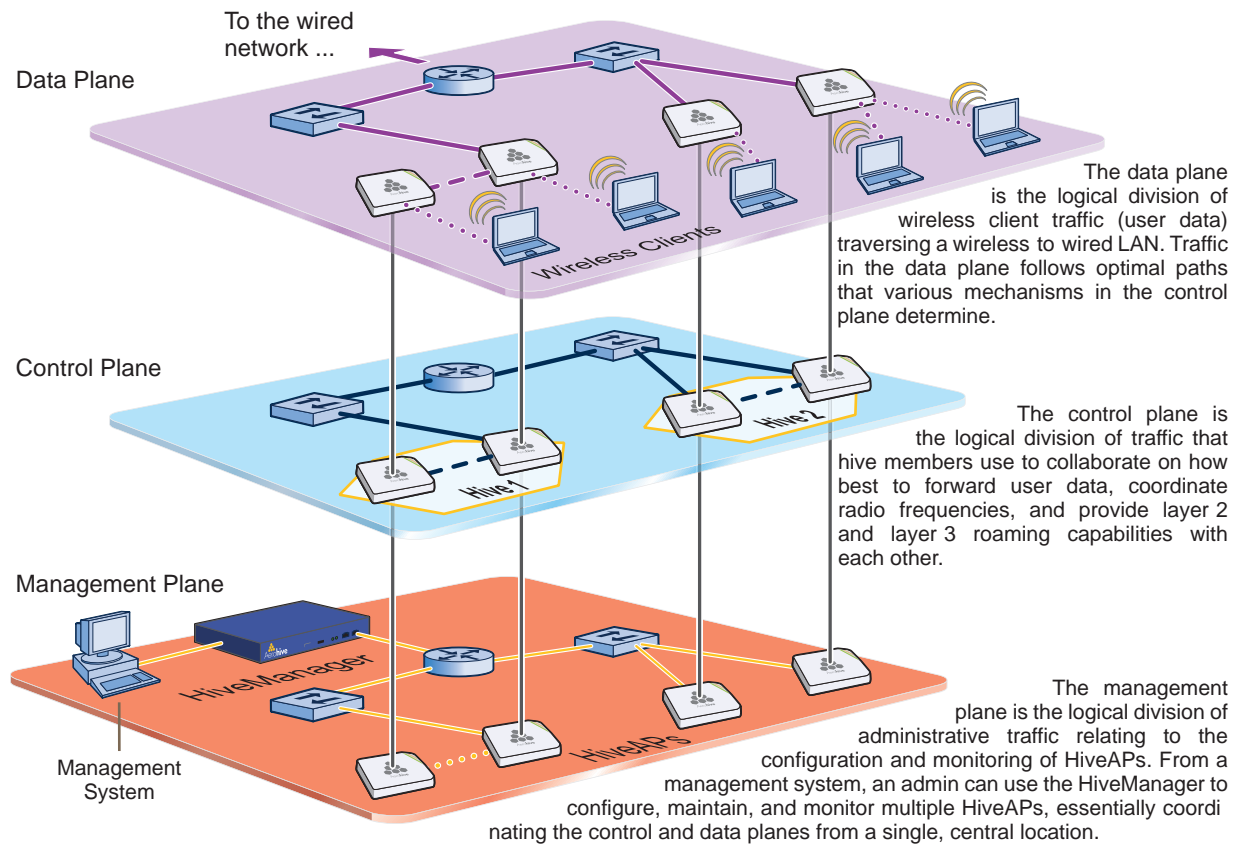 To the wired
network ...
Data Plane
Wireless Clients
The data plane
is the logical division of
wireless client traffic (user data)
traversing a wireless to wired LAN. Traffic
in the data plane follows optimal paths
that various mechanisms in the control
plane determine.
Control Plane
Hive 1
Hive 2
The control plane is
the logical division of traffic that
hive members use to collaborate on how
best to forward user data, coordinate
radio frequencies, and provide layer 2
and layer 3 roaming capabilities with
each other.
Management Plane
Aerohive
HiveManager
HiveAPs
Management
System
The management
plane is the logical division of
administrative traffic relating to the
configuration and monitoring of HiveAPs. From a
management system, an admin can use the HiveManager to
configure, maintain, and monitor multiple HiveAPs, essentially coordi
nating the control and data planes from a single, central location.